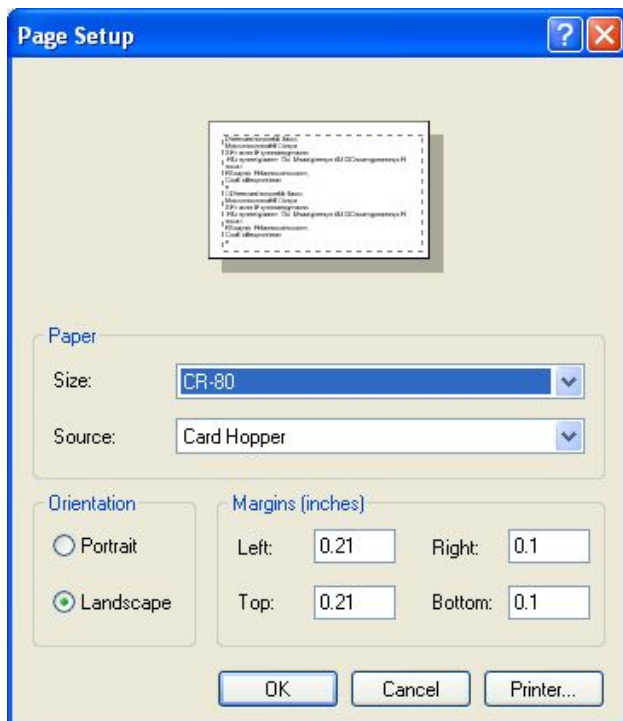 Page Setup
Paper
Size: CR-80
Source: Card Hopper
Orientation
Portrait
Landscape
Margins (inches)
Left: 0.21 Right: 0.1
Top: 0.21 Bottom: 0.1
OK Cancel Printer...